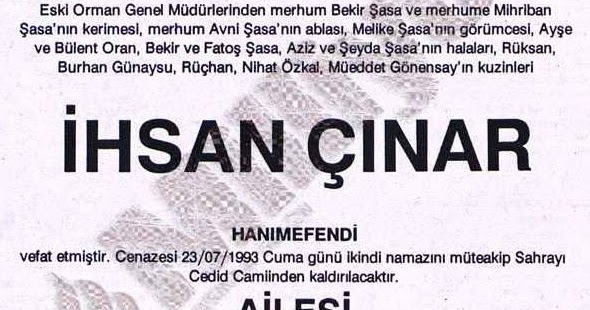 Eski Orman Genel Müdürlerinden merhum Bekir Şasa ve merhume Mihriban
Şasa'nın kerimesi, merhum Avni Şasa'nın ablası, Melike Şasa'nın görümcesi, Ayşe
ve Bülent Oran, Bekir ve Fatoş Şasa, Aziz ve Şeyda Şasa'nın halaları, Rüksan,
Burhan Günaysu, Rüçhan, Nihat Özkal, Müeddet Gönensay'ın kuzinleri
İHSAN ÇINAR
HANIMEFENDİ
vefat etmiştir. Cenazesi 23/07/1993 Cuma günü ikindi namazını müteakip Sahrayı
Cedid Camiinden kaldırılacaktır.
AİLESİ